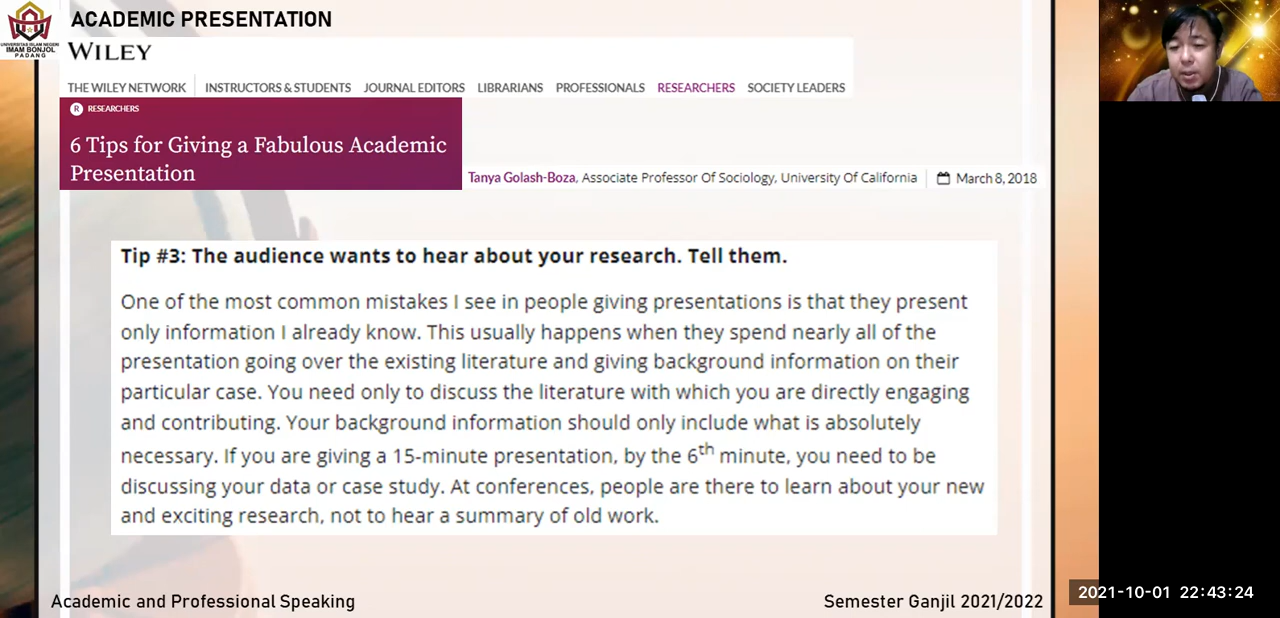 ACADEMIC PRESENTATION
UNIVERSITAS ISLAM NEGERI
IMAM BONJOL
PADANG
WILEY
THE WILEY NETWORK
INSTRUCTORS & STUDENTS
JOURNAL EDITORS
LIBRARIANS
PROFESSIONALS
RESEARCHERS
SOCIETY LEADERS
R RESEARCHERS
6 Tips for Giving a Fabulous Academic
Presentation
Tanya Golash-Boza, Associate Professor Of Sociology, University Of California
March 8, 2018
Tip #3: The audience wants to hear about your research. Tell them.
One of the most common mistakes I see in people giving presentations is that they present
only information I already know. This usually happens when they spend nearly all of the
presentation going over the existing literature and giving background information on their
particular case. You need only to discuss the literature with which you are directly engaging
and contributing. Your background information should only include what is absolutely
necessary. If you are giving a 15-minute presentation, by the 6th minute, you need to be
discussing your data or case study. At conferences, people are there to learn about your new
and exciting research, not to hear a summary of old work.
Academic and Professional Speaking
Semester Ganjil 2021/2022
2021-10-01 22:43:24